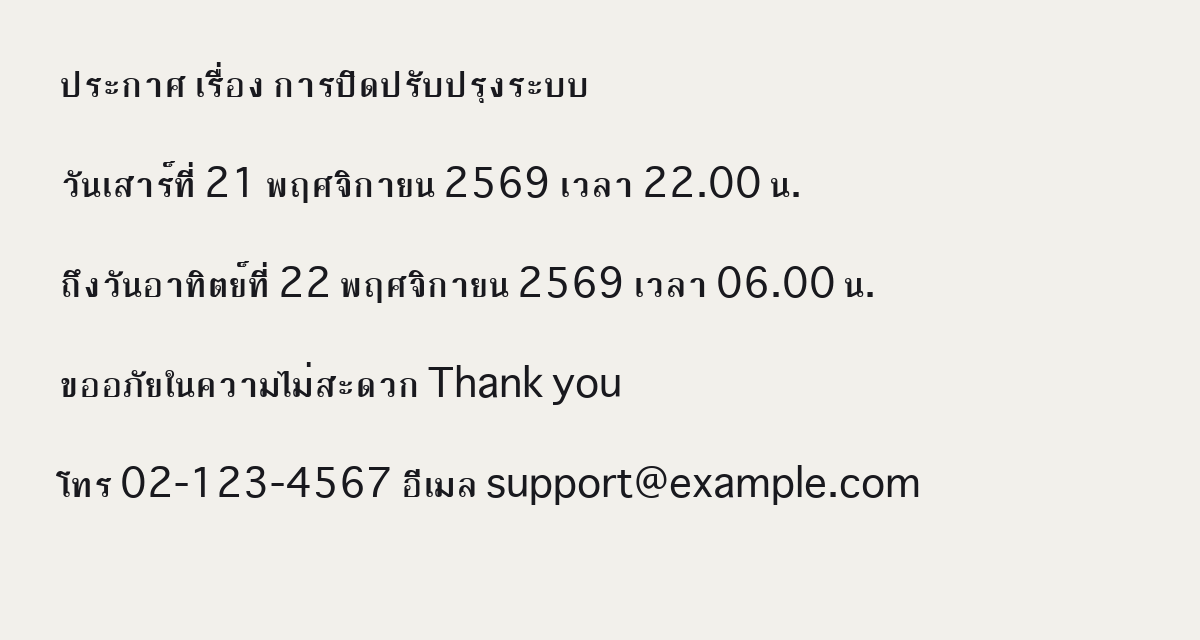 ประกาศ เรื่อง การปิดปรับปรุงระบบ
วันเสาร์ที่ 21 พฤศจิกายน 2569 เวลา 22.00 น.
ถึงวันอาทิตย์ที่ 22 พฤศจิกายน 2569 เวลา 06.00 น.
ขออภัยในความไม่สะดวก Thank you
โทร 02-123-4567 อีเมล support@example.com